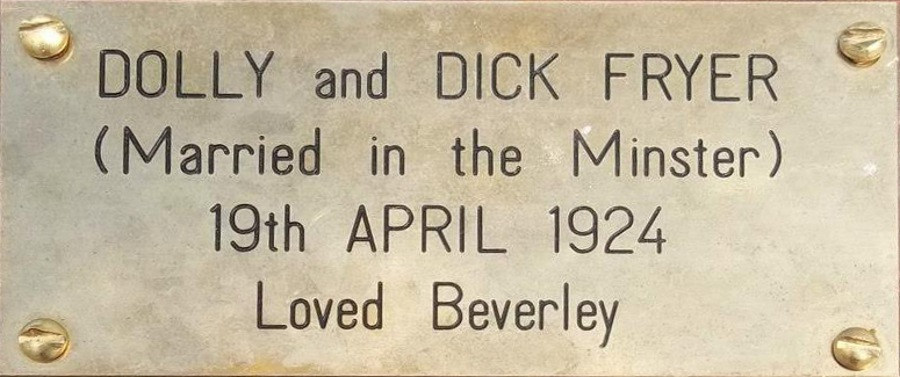 DOLLY and DICK FRYER
(Married in the Minster)
19th APRIL 1924
Loved Beverley